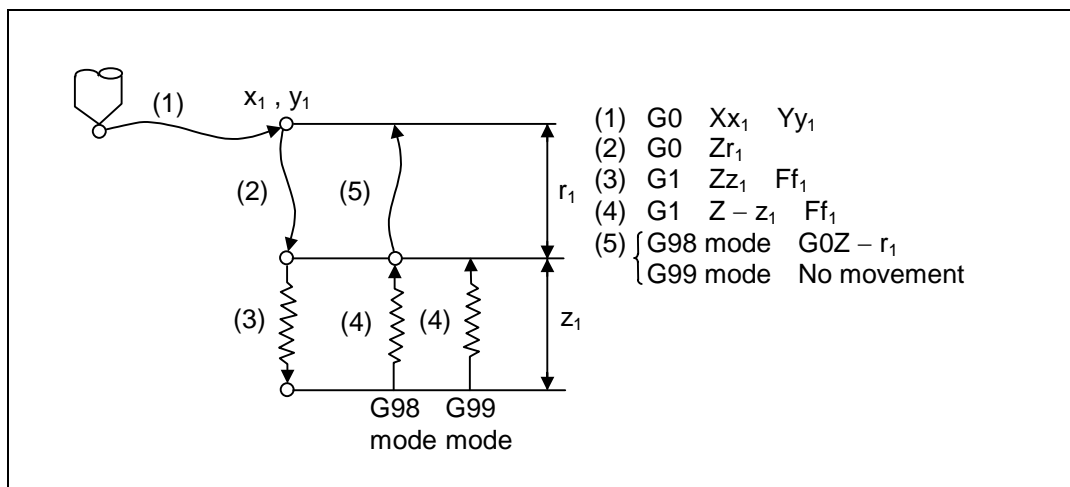 (1)
x₁ , y₁
(2)
(5)
r₁
(3)
(4)
(4)
z₁
G98 mode
G99 mode
(1) G0 Xx₁ Yy₁
(2) G0 Zr₁
(3) G1 Zz₁ Ff₁
(4) G1 Z – z₁ Ff₁
(5) { G98 mode G0Z – r₁
G99 mode No movement